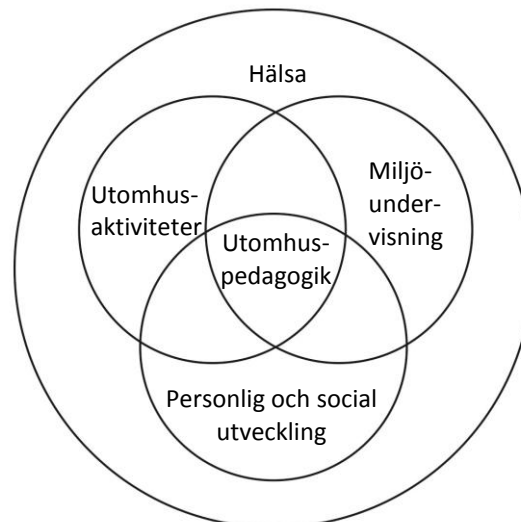 Hälsa
Utomhus-
aktiviteter
Miljö-
under-
visning
Utomhus-
pedagogik
Personlig och social
utveckling